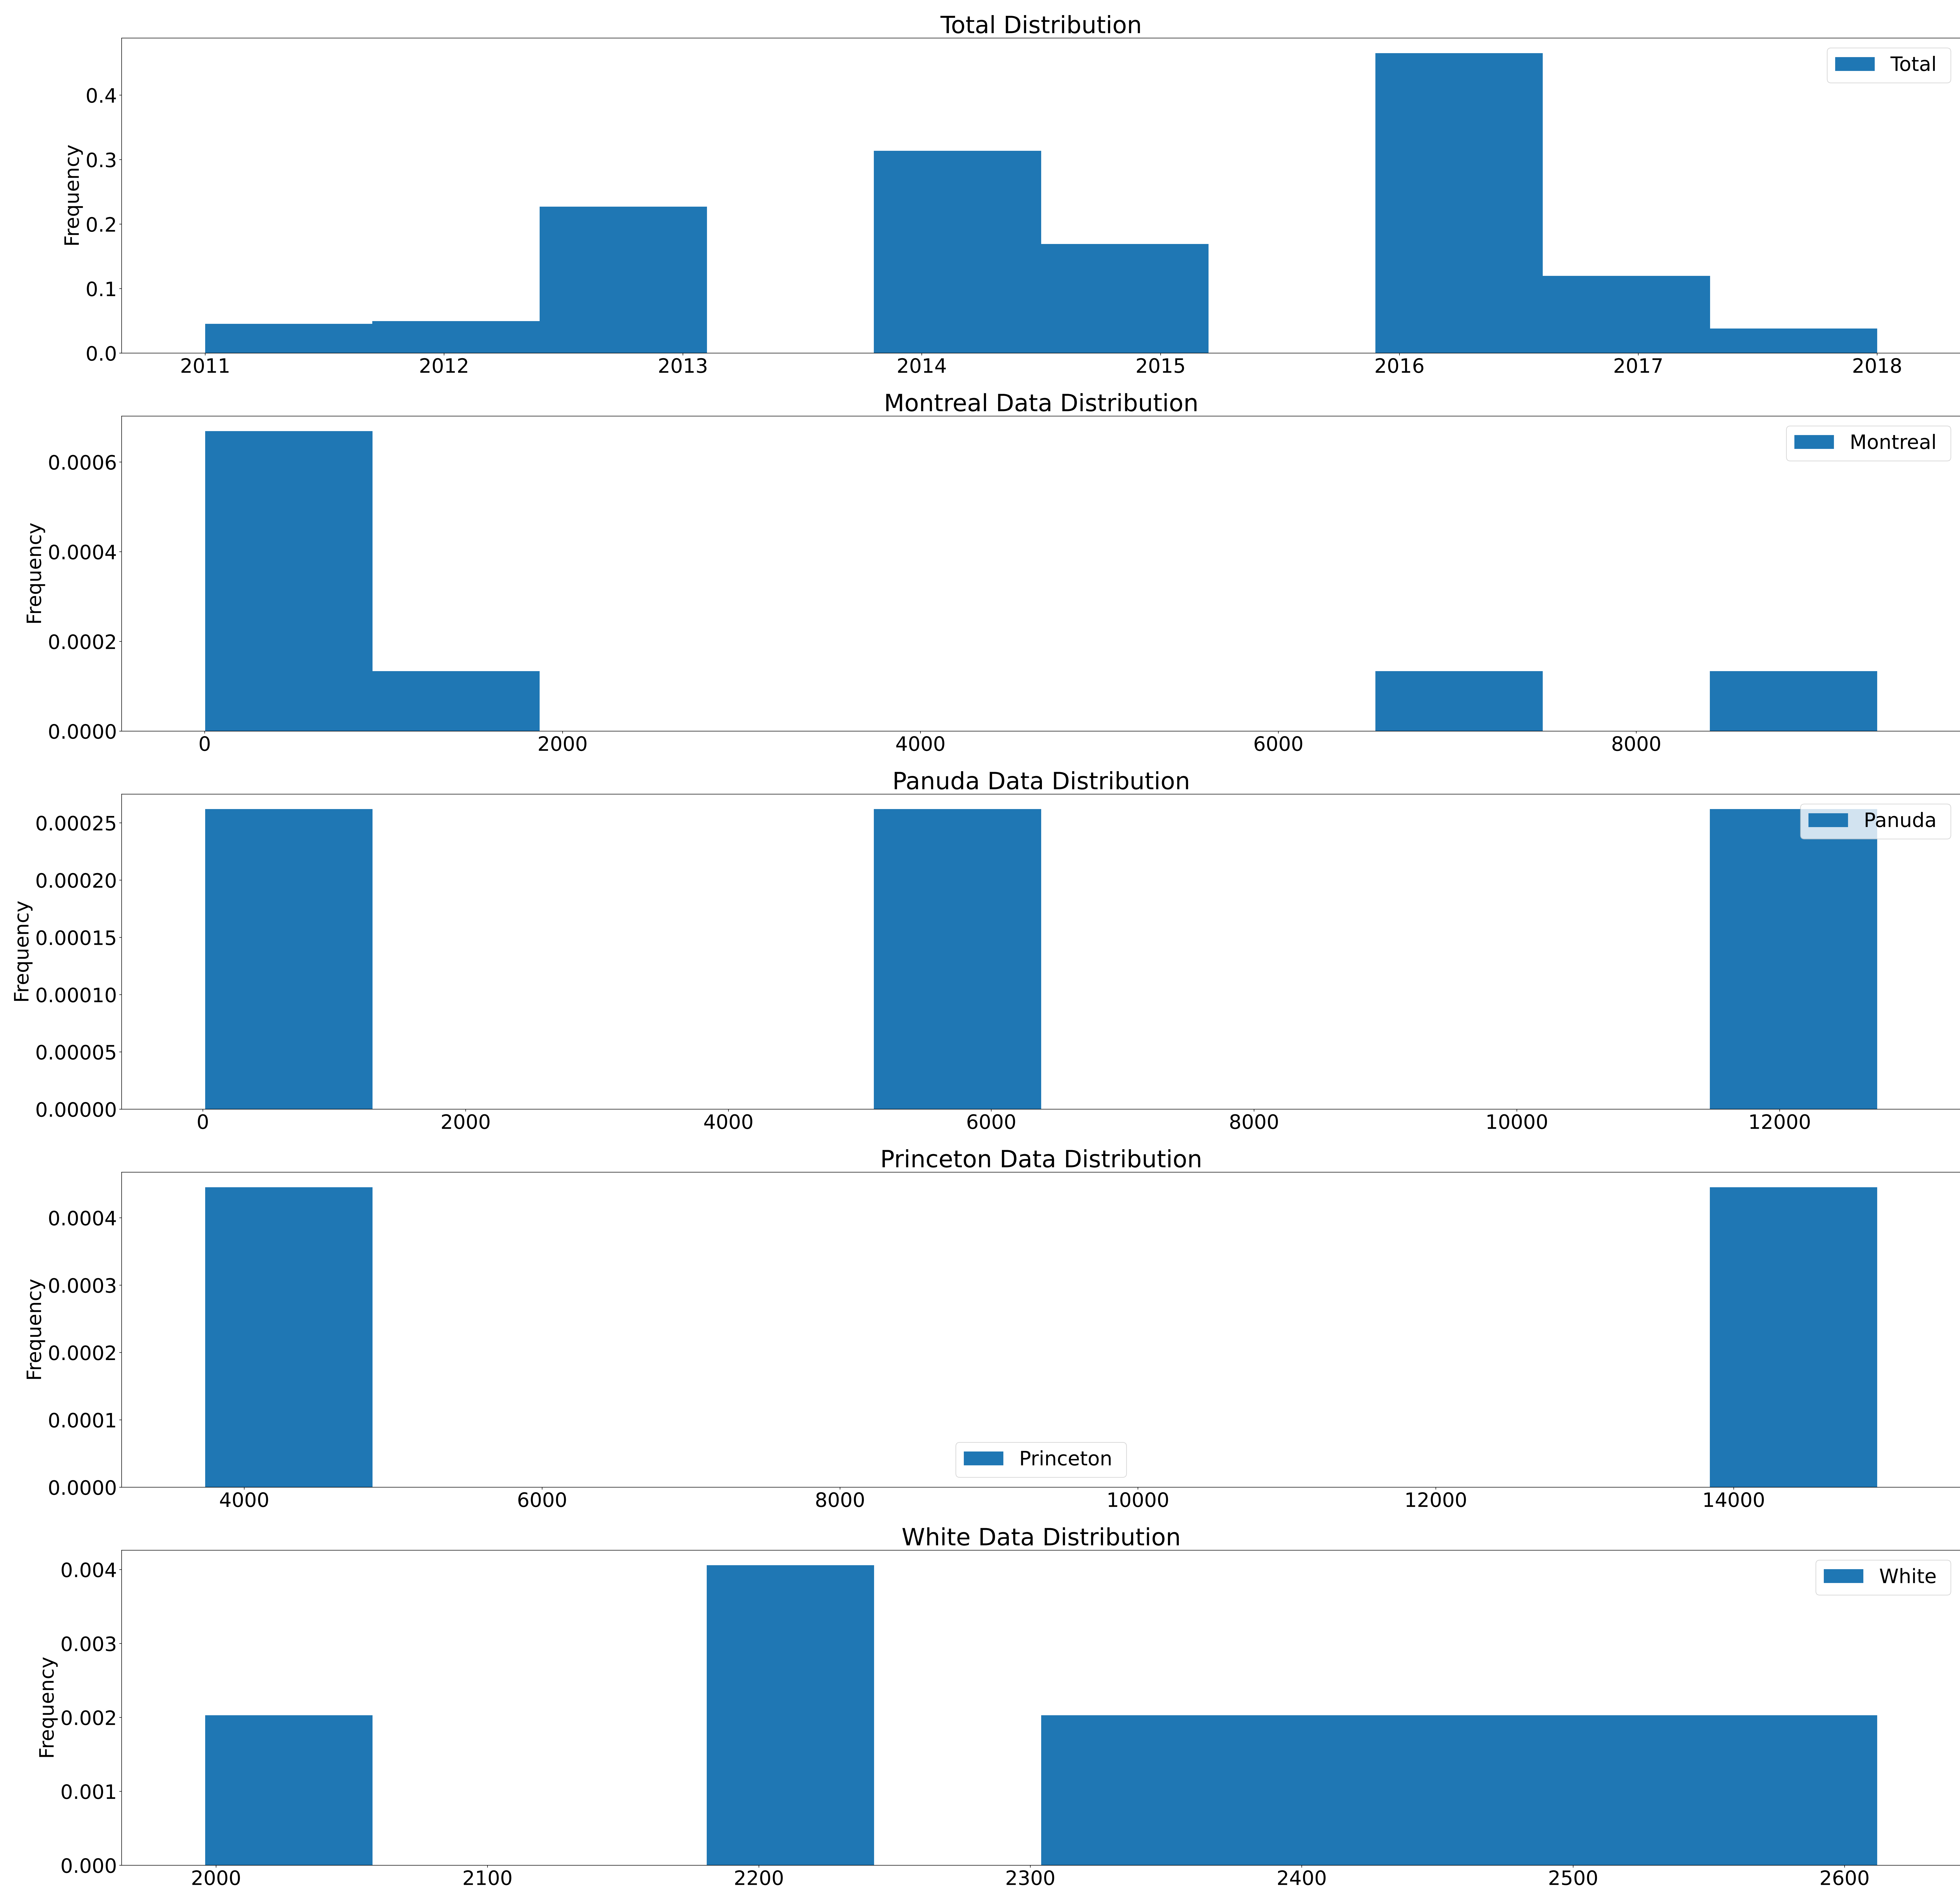 Total Distribution
Total
Frequency
0.4
0.3
0.2
0.1
0.0
2011 2012 2013 2014 2015 2016 2017 2018
Montreal Data Distribution
Montreal
Frequency
0.0006
0.0004
0.0002
0.0000
0 2000 4000 6000 8000
Panuda Data Distribution
Panuda
Frequency
0.00025
0.00020
0.00015
0.00010
0.00005
0.00000
0 2000 4000 6000 8000 10000 12000
Princeton Data Distribution
Frequency
0.0004
0.0003
0.0002
0.0001
0.0000
Princeton
4000 6000 8000 10000 12000 14000
White Data Distribution
White
Frequency
0.004
0.003
0.002
0.001
0.000
2000 2100 2200 2300 2400 2500 2600